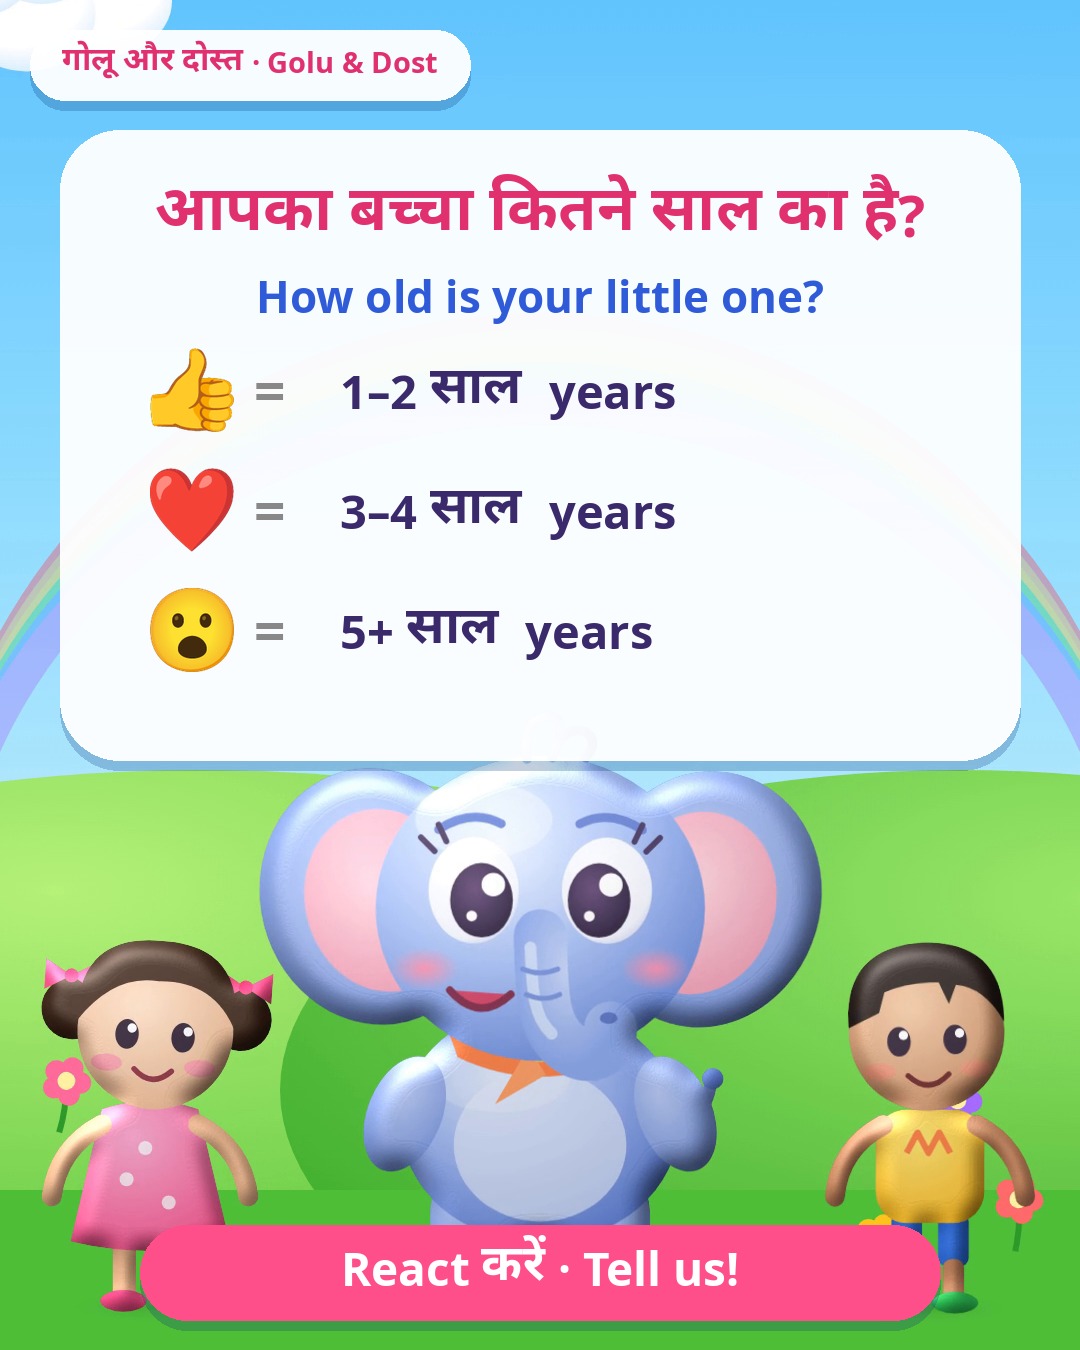 गोलू और दोस्त · Golu & Dost
आपका बच्चा कितने साल का है?
How old is your little one?
👍 = 1–2 साल years
❤️ = 3–4 साल years
😮 = 5+ साल years
React करें · Tell us!